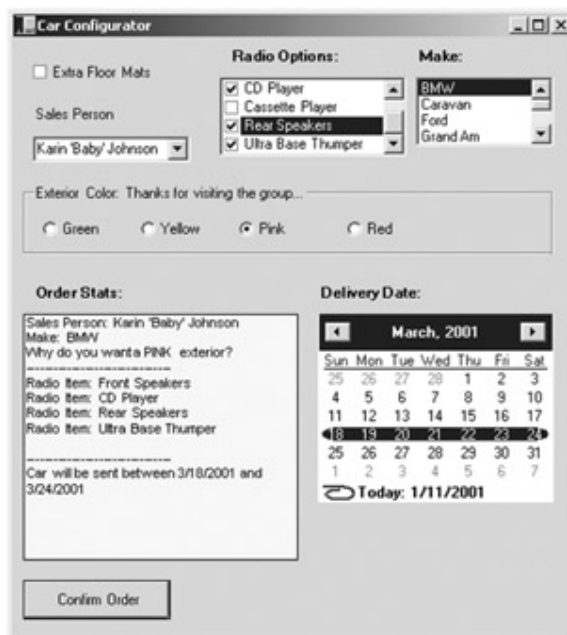 Car Configurator
Extra Floor Mats
Sales Person
Karin 'Baby' Johnson
Radio Options:
CD Player
Cassette Player
Rear Speakers
Ultra Base Thumper
Make:
BMW
Caravan
Ford
Grand Am
Exterior Color: Thanks for visiting the group...
Green Yellow Pink Red
Order Stats:
Sales Person: Karin 'Baby' Johnson
Make: BMW
Why do you want a PINK exterior?
------------------------------
Radio Item: Front Speakers
Radio Item: CD Player
Radio Item: Rear Speakers
Radio Item: Ultra Base Thumper
------------------------------
Car will be sent between 3/18/2001 and
3/24/2001
Delivery Date:
March, 2001
Sun Mon Tue Wed Thu Fri Sat
25 26 27 28 1 2 3
4 5 6 7 8 9 10
11 12 13 14 15 16 17
18 19 20 21 22 23 24
25 26 27 28 29 30 31
1 2 3 4 5 6 7
Today: 1/11/2001
Confirm Order